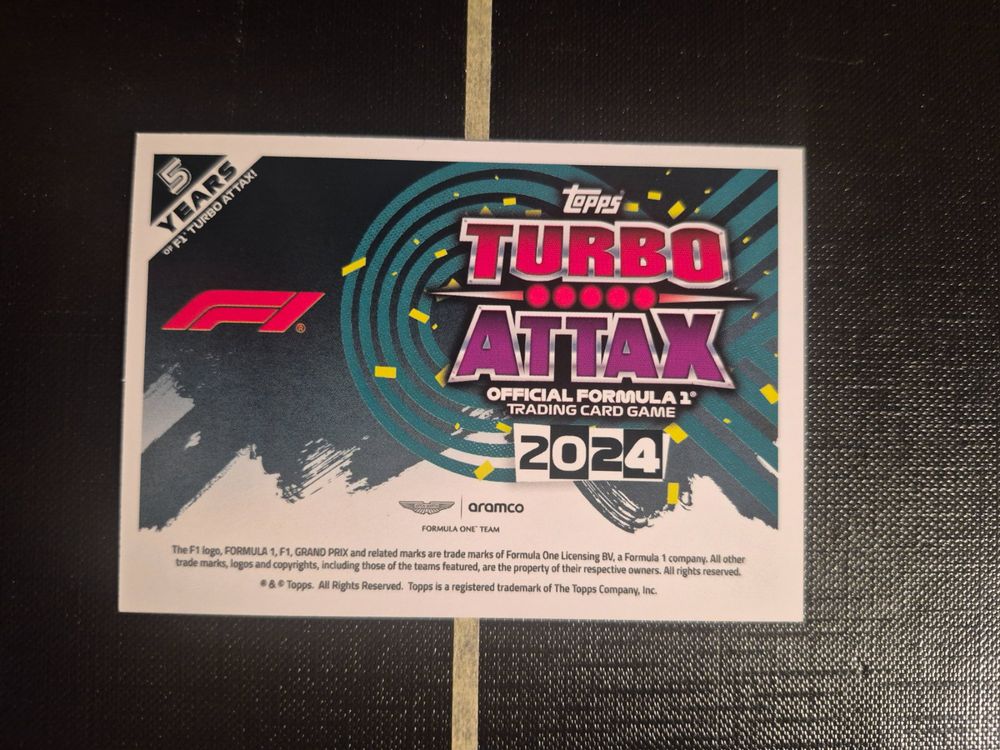 5
YEARS
OF F1® TURBO ATTAX!
F1®
Topps®
TURBO
ATTAX
OFFICIAL FORMULA 1®
TRADING CARD GAME
2024
ASTON MARTIN
aramco
FORMULA ONE™ TEAM
The F1 logo, FORMULA 1, F1, GRAND PRIX and related marks are trade marks of Formula One Licensing BV, a Formula 1 company. All other
trade marks, logos and copyrights, including those of the teams featured, are the property of their respective owners. All rights reserved.
® & © Topps. All Rights Reserved. Topps is a registered trademark of The Topps Company, Inc.